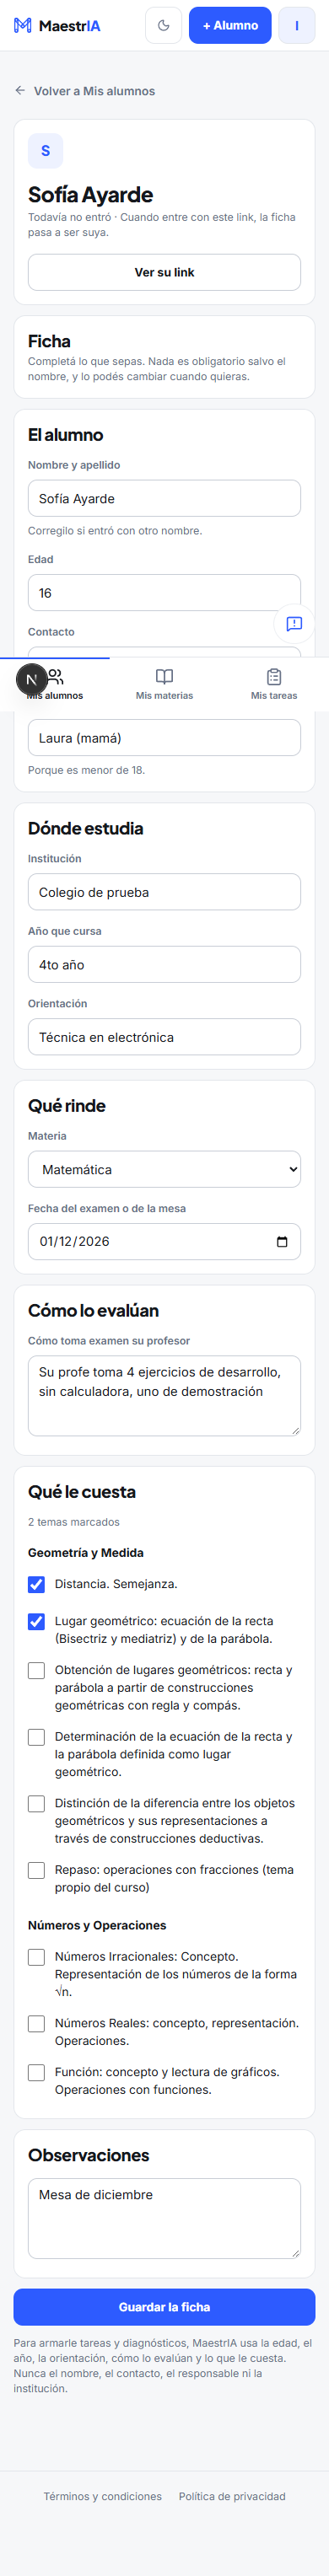 MaestrIA
+ Alumno
I
Volver a Mis alumnos
S
Sofía Ayarde
Todavía no entró · Cuando entre con este link, la ficha
pasa a ser suya.
Ver su link
Ficha
Completá lo que sepas. Nada es obligatorio salvo el
nombre, y lo podés cambiar cuando quieras.
El alumno
Nombre y apellido
Sofía Ayarde
Corregilo si entró con otro nombre.
Edad
16
Contacto
N
Mis alumnos
Mis materias
Mis tareas
Laura (mamá)
Porque es menor de 18.
Dónde estudia
Institución
Colegio de prueba
Año que cursa
4to año
Orientación
Técnica en electrónica
Qué rinde
Materia
Matemática
Fecha del examen o de la mesa
01/12/2026
Cómo lo evalúan
Cómo toma examen su profesor
Su profe toma 4 ejercicios de desarrollo,
sin calculadora, uno de demostración
Qué le cuesta
2 temas marcados
Geometría y Medida
Distancia. Semejanza.
Lugar geométrico: ecuación de la recta
(Bisectriz y mediatriz) y de la parábola.
Obtención de lugares geométricos: recta y
parábola a partir de construcciones
geométricas con regla y compás.
Determinación de la ecuación de la recta y
la parábola definida como lugar
geométrico.
Distinción de la diferencia entre los objetos
geométricos y sus representaciones a
través de construcciones deductivas.
Repaso: operaciones con fracciones (tema
propio del curso)
Números y Operaciones
Números Irracionales: Concepto.
Representación de los números de la forma
√n.
Números Reales: concepto, representación.
Operaciones.
Función: concepto y lectura de gráficos.
Operaciones con funciones.
Observaciones
Mesa de diciembre
Guardar la ficha
Para armarle tareas y diagnósticos, MaestrIA usa la edad, el
año, la orientación, cómo lo evalúan y lo que le cuesta.
Nunca el nombre, el contacto, el responsable ni la
institución.
Términos y condiciones
Política de privacidad